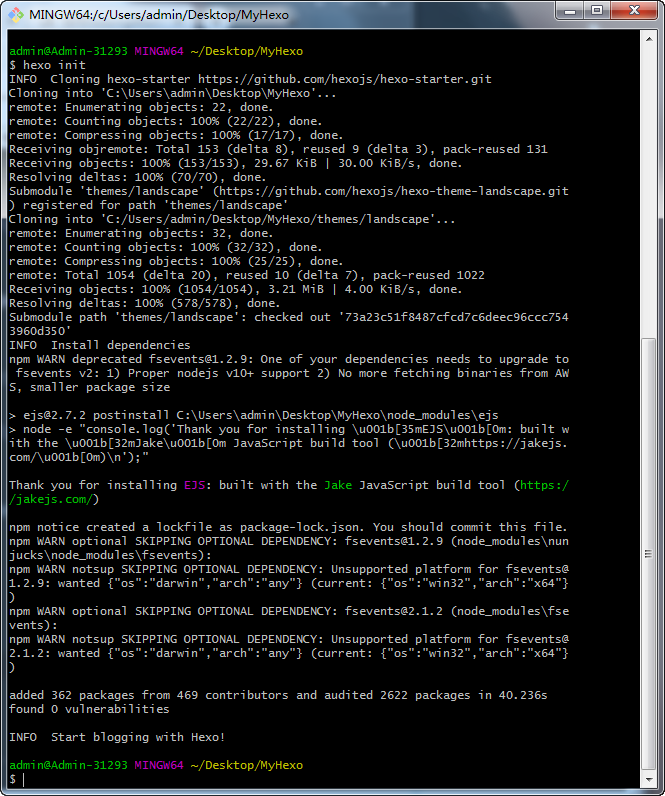 MINGW64:/c/Users/admin/Desktop/MyHexo
admin@Admin-31293 MINGW64 ~/Desktop/MyHexo
$ hexo init
INFO  Cloning hexo-starter https://github.com/hexojs/hexo-starter.git
Cloning into 'C:\Users\admin\Desktop\MyHexo'...
remote: Enumerating objects: 22, done.
remote: Counting objects: 100% (22/22), done.
remote: Compressing objects: 100% (17/17), done.
Receiving objremote: Total 153 (delta 8), reused 9 (delta 3), pack-reused 131
Receiving objects: 100% (153/153), 29.67 KiB | 30.00 KiB/s, done.
Resolving deltas: 100% (70/70), done.
Submodule 'themes/landscape' (https://github.com/hexojs/hexo-theme-landscape.git
) registered for path 'themes/landscape'
Cloning into 'C:/Users/admin/Desktop/MyHexo/themes/landscape'...
remote: Enumerating objects: 32, done.
remote: Counting objects: 100% (32/32), done.
remote: Compressing objects: 100% (25/25), done.
remote: Total 1054 (delta 20), reused 10 (delta 7), pack-reused 1022
Receiving objects: 100% (1054/1054), 3.21 MiB | 4.00 KiB/s, done.
Resolving deltas: 100% (578/578), done.
Submodule path 'themes/landscape': checked out '73a23c51f8487cfcd7c6deec96ccc754
3960d350'
INFO  Install dependencies
npm WARN deprecated fsevents@1.2.9: One of your dependencies needs to upgrade to
 fsevents v2: 1) Proper nodejs v10+ support 2) No more fetching binaries from AW
S, smaller package size
> ejs@2.7.2 postinstall C:\Users\admin\Desktop\MyHexo\node_modules\ejs
> node -e "console.log('Thank you for installing \u001b[35mEJS\u001b[0m: built w
ith the \u001b[32mJake\u001b[0m JavaScript build tool (\u001b[32mhttps://jakejs.
com/\u001b[0m)\n');"
Thank you for installing EJS: built with the Jake JavaScript build tool (https:/
/jakejs.com/)
npm notice created a lockfile as package-lock.json. You should commit this file.
npm WARN optional SKIPPING OPTIONAL DEPENDENCY: fsevents@1.2.9 (node_modules\nun
jucks\node_modules\fsevents):
npm WARN notsup SKIPPING OPTIONAL DEPENDENCY: Unsupported platform for fsevents@
1.2.9: wanted {"os":"darwin","arch":"any"} (current: {"os":"win32","arch":"x64"}
)
npm WARN optional SKIPPING OPTIONAL DEPENDENCY: fsevents@2.1.2 (node_modules\fse
vents):
npm WARN notsup SKIPPING OPTIONAL DEPENDENCY: Unsupported platform for fsevents@
2.1.2: wanted {"os":"darwin","arch":"any"} (current: {"os":"win32","arch":"x64"}
)
added 362 packages from 469 contributors and audited 2622 packages in 40.236s
found 0 vulnerabilities
INFO  Start blogging with Hexo!
admin@Admin-31293 MINGW64 ~/Desktop/MyHexo
$